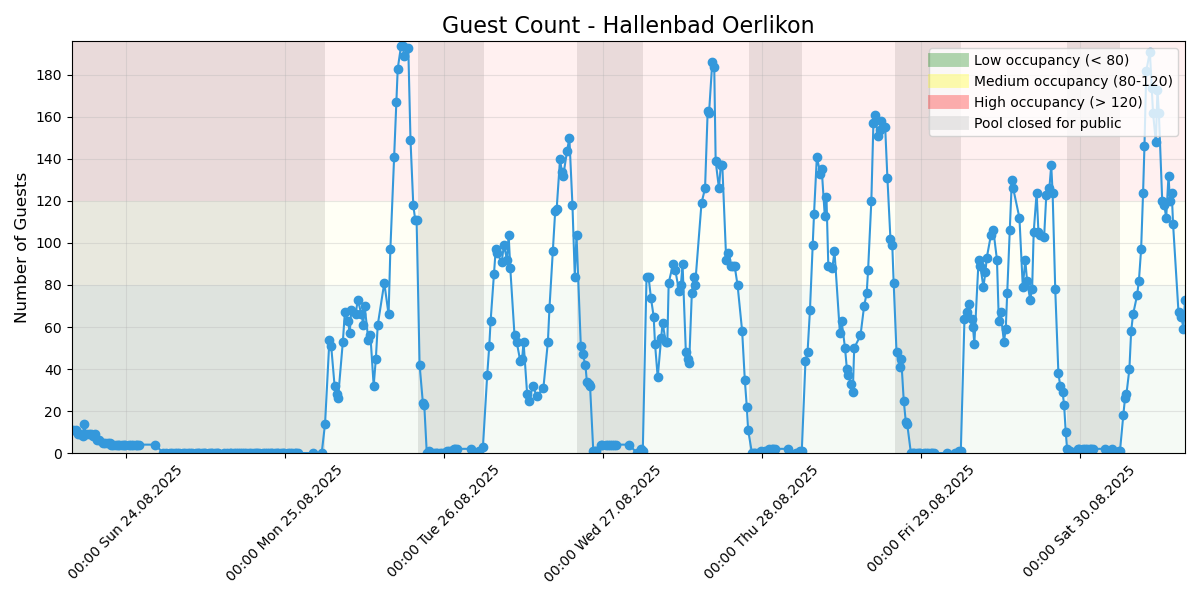 Guest Count - Hallenbad Oerlikon
Low occupancy (< 80)
Medium occupancy (80-120)
High occupancy (> 120)
Pool closed for public
Number of Guests
180
160
140
120
100
80
60
40
20
0
00:00 Sun 24.08.2025
00:00 Mon 25.08.2025
00:00 Tue 26.08.2025
00:00 Wed 27.08.2025
00:00 Thu 28.08.2025
00:00 Fri 29.08.2025
00:00 Sat 30.08.2025